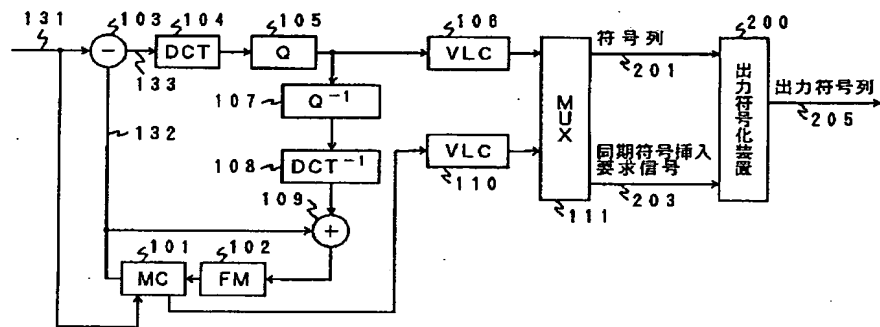 131
103
104
105
106
200
−
DCT
Q
VLC
符号列
133
201
出力符号列
107
Q⁻¹
MUX
出力符号化装置
205
132
108
DCT⁻¹
VLC
同期符号挿入
要求信号
110
203
109
111
+
101
102
MC
FM